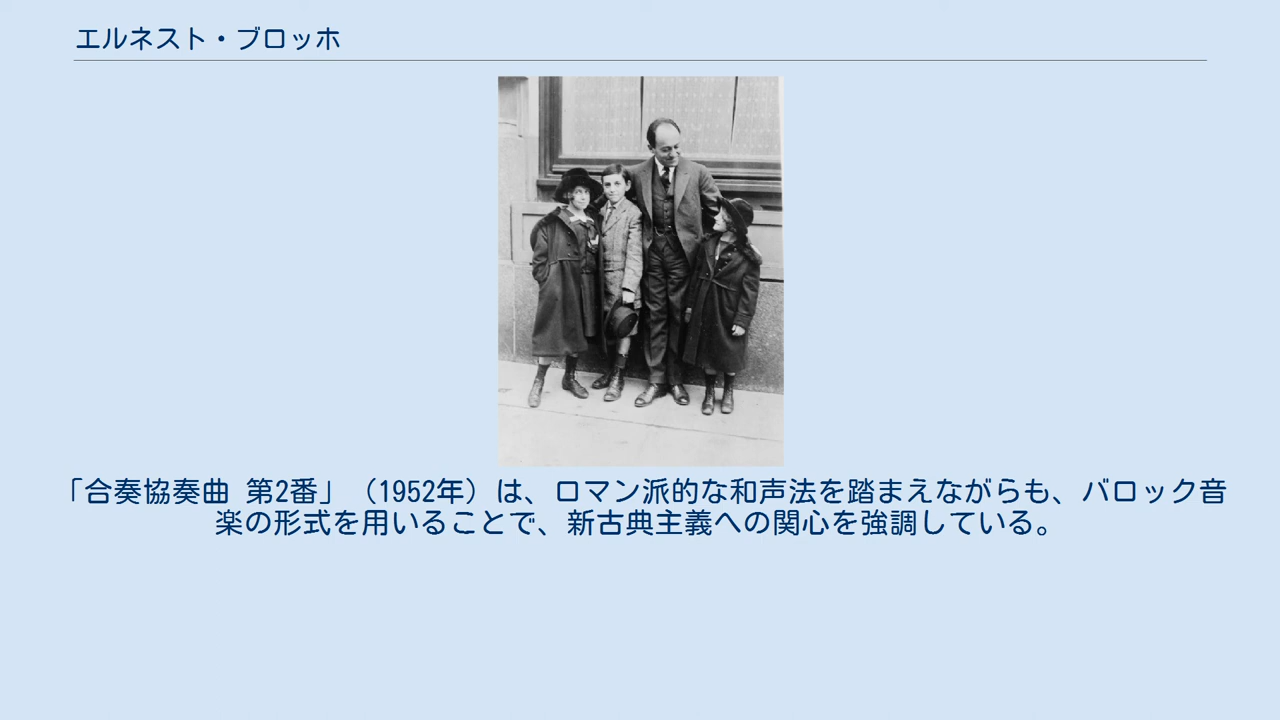 エルネスト・ブロッホ
「合奏協奏曲 第2番」（1952年）は、ロマン派的な和声法を踏まえながらも、バロック音
楽の形式を用いることで、新古典主義への関心を強調している。